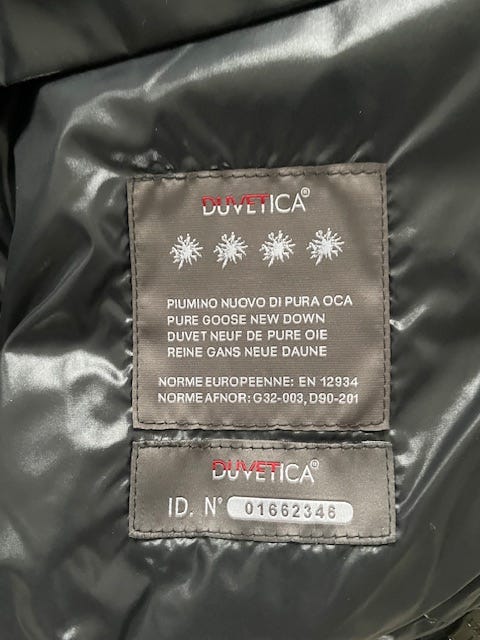 DUVETICA®
PIUMINO NUOVO DI PURA OCA
PURE GOOSE NEW DOWN
DUVET NEUF DE PURE OIE
REINE GANS NEUE DAUNE
NORME EUROPEENNE: EN 12934
NORME AFNOR: G32-003, D90-201
DUVETICA®
ID. N° 01662346